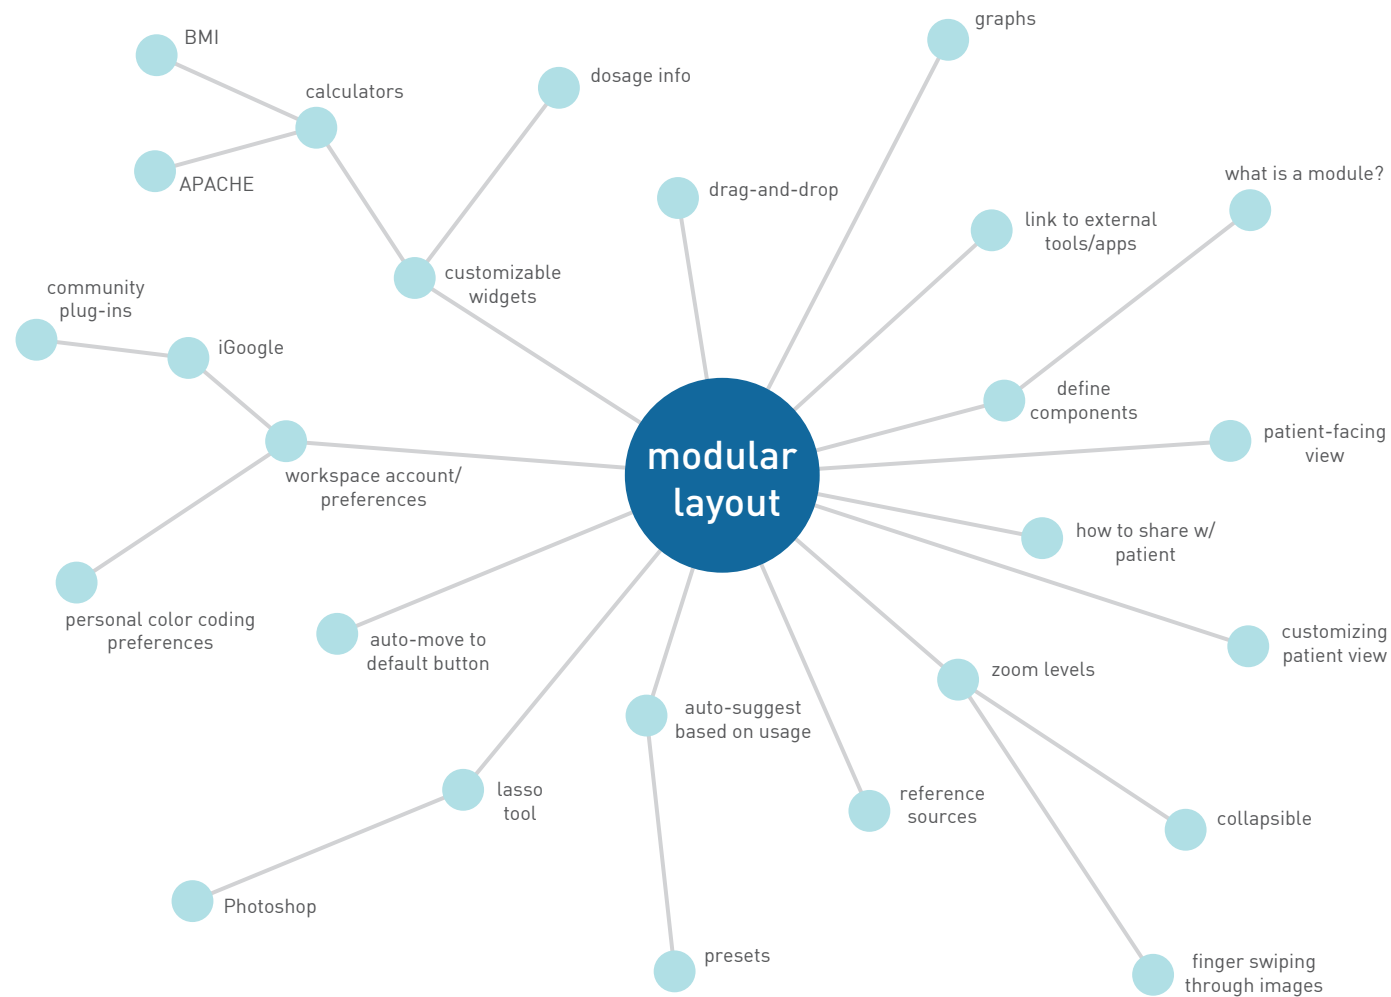 graphs
BMI
dosage info
calculators
what is a module?
APACHE
drag-and-drop
link to external
tools/apps
customizable
widgets
community
plug-ins
iGoogle
define
components
patient-facing
view
modular
layout
workspace account/
preferences
how to share w/
patient
personal color coding
preferences
auto-move to
default button
customizing
patient view
zoom levels
auto-suggest
based on usage
lasso
tool
reference
sources
collapsible
Photoshop
presets
finger swiping
through images